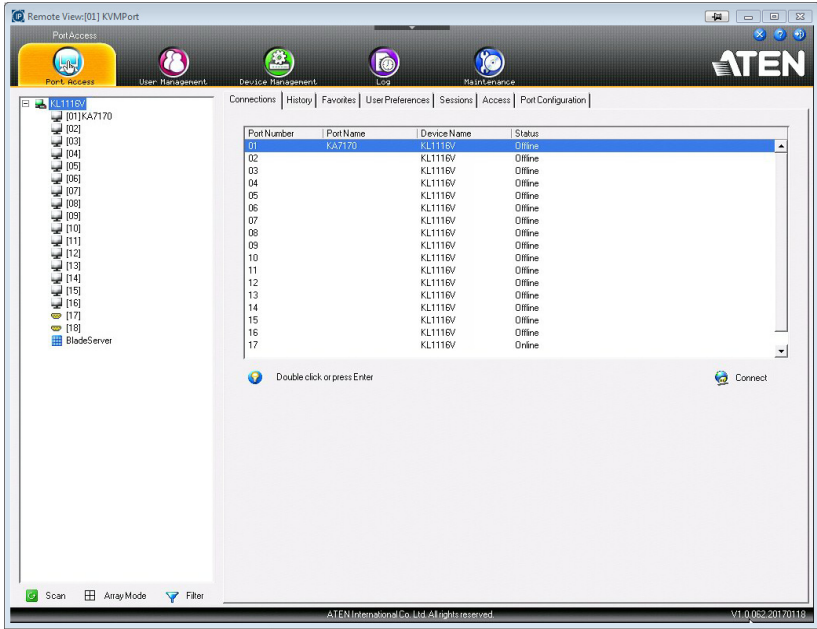 Remote View:[01] KVMPort
PortAccess
ATEN
Port Access User Management Device Management Log Maintenance
KL1116V
[01]KA7170
[02]
[03]
[04]
[05]
[06]
[07]
[08]
[09]
[10]
[11]
[12]
[13]
[14]
[15]
[16]
[17]
[18]
BladeServer
Connections History Favorites User Preferences Sessions Access Port Configuration
Port Number Port Name Device Name Status
01 KA7170 KL1116V Offline
02 KL1116V Offline
03 KL1116V Offline
04 KL1116V Offline
05 KL1116V Offline
06 KL1116V Offline
07 KL1116V Offline
08 KL1116V Offline
09 KL1116V Offline
10 KL1116V Offline
11 KL1116V Offline
12 KL1116V Offline
13 KL1116V Offline
14 KL1116V Offline
15 KL1116V Offline
16 KL1116V Offline
17 KL1116V Online
Double click or press Enter
Connect
Scan Array Mode Filter
ATEN International Co. Ltd. All rights reserved.
V1.0.062.20170118